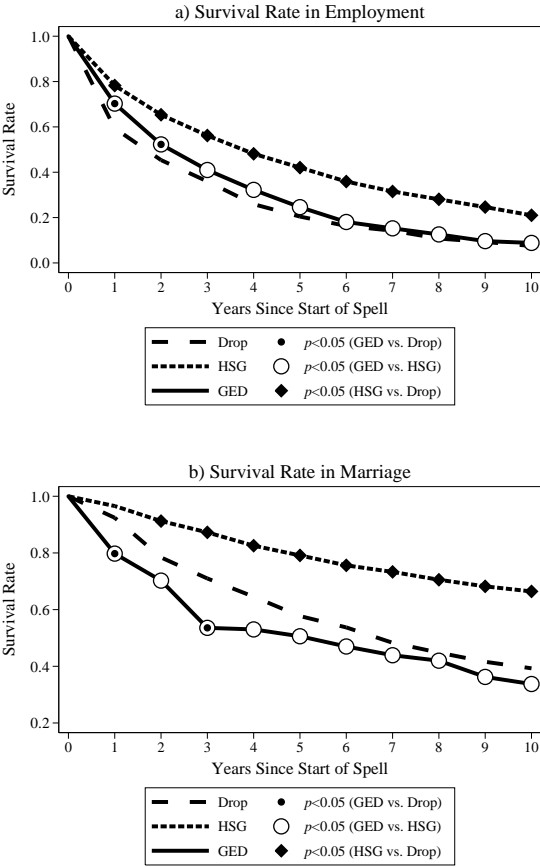 a) Survival Rate in Employment
1.0
0.8
0.6
0.4
0.2
0.0
Survival Rate
0 1 2 3 4 5 6 7 8 9 10
Years Since Start of Spell
Drop p<0.05 (GED vs. Drop)
HSG p<0.05 (GED vs. HSG)
GED p<0.05 (HSG vs. Drop)
b) Survival Rate in Marriage
1.0
0.8
0.6
0.4
0.2
Survival Rate
0 1 2 3 4 5 6 7 8 9 10
Years Since Start of Spell
Drop p<0.05 (GED vs. Drop)
HSG p<0.05 (GED vs. HSG)
GED p<0.05 (HSG vs. Drop)